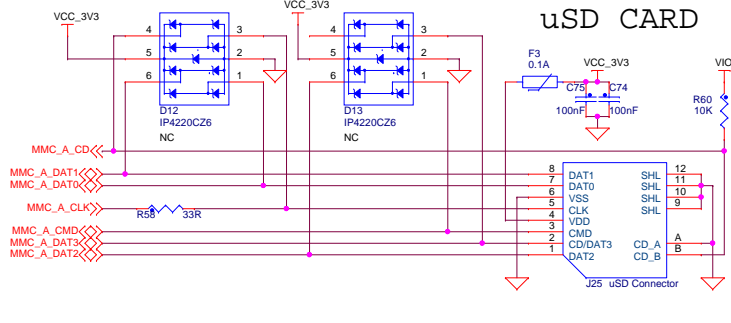 uSD CARD
VCC_3V3
VCC_3V3
4
3
5
2
6
1
D12
IP4220CZ6
NC
4
3
5
2
6
1
D13
IP4220CZ6
NC
F3
0.1A
VCC_3V3
C75
C74
100nF
100nF
VIO
R60
10K
MMC_A_CD
MMC_A_DAT1
MMC_A_DAT0
MMC_A_CLK
R58
33R
MMC_A_CMD
MMC_A_DAT3
MMC_A_DAT2
8
DAT1
SHL
12
7
DAT0
SHL
11
6
VSS
SHL
10
5
CLK
SHL
9
4
VDD
3
CMD
2
CD/DAT3
CD_A
A
1
DAT2
CD_B
B
J25
uSD Connector